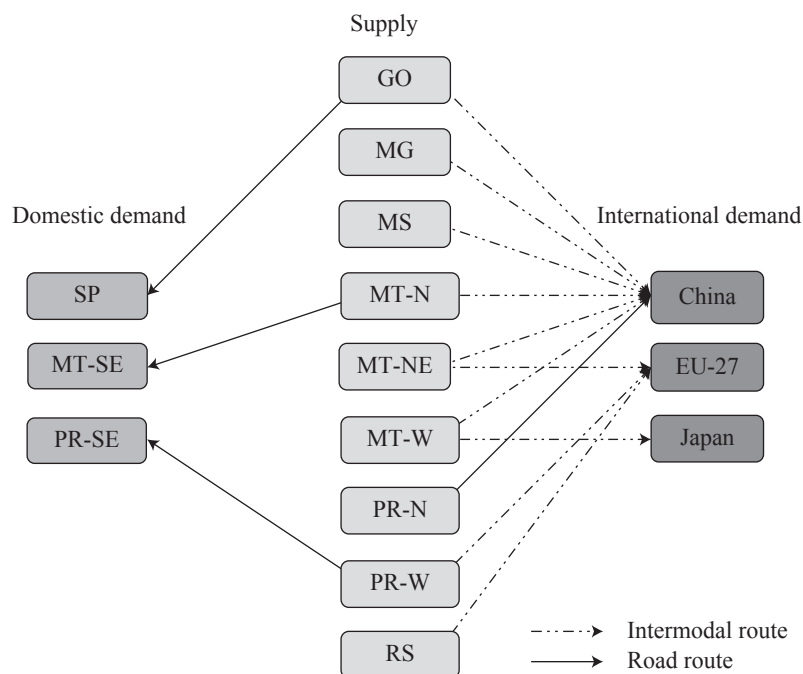 Supply
GO
MG
Domestic demand
MS
International demand
SP
MT-N
China
MT-SE
MT-NE
EU-27
PR-SE
MT-W
Japan
PR-N
PR-W
Intermodal route
RS
Road route